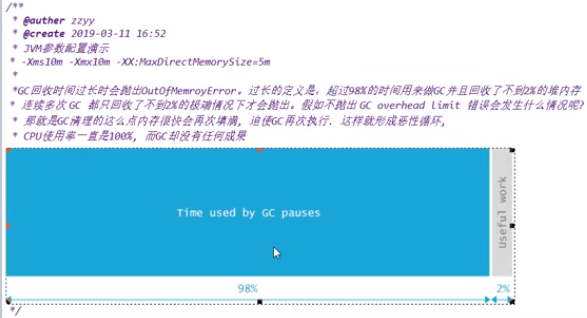 /**
* @auther zzyy
* @create 2019-03-11 16:52
* JVM参数配置演示
* -Xms10m -Xmx10m -XX:MaxDirectMemorySize=5m
*
*GC回收时间过长时会抛出OutOfMemroyError。过长的定义是，超过98%的时间用来做GC并且回收了不到2%的堆内存
* 连续多次GC 都只回收了不到2%的极端情况下才会抛出。假如不抛出 GC overhead limit 错误会发生什么情况呢?
* 那就是GC清理的这么点内存很快会再次填满, 迫使GC再次执行. 这样就形成恶性循环,
* CPU使用率一直是100%, 而GC却没有任何成果
Time used by GC pauses
Useful work
98%
2%
*/